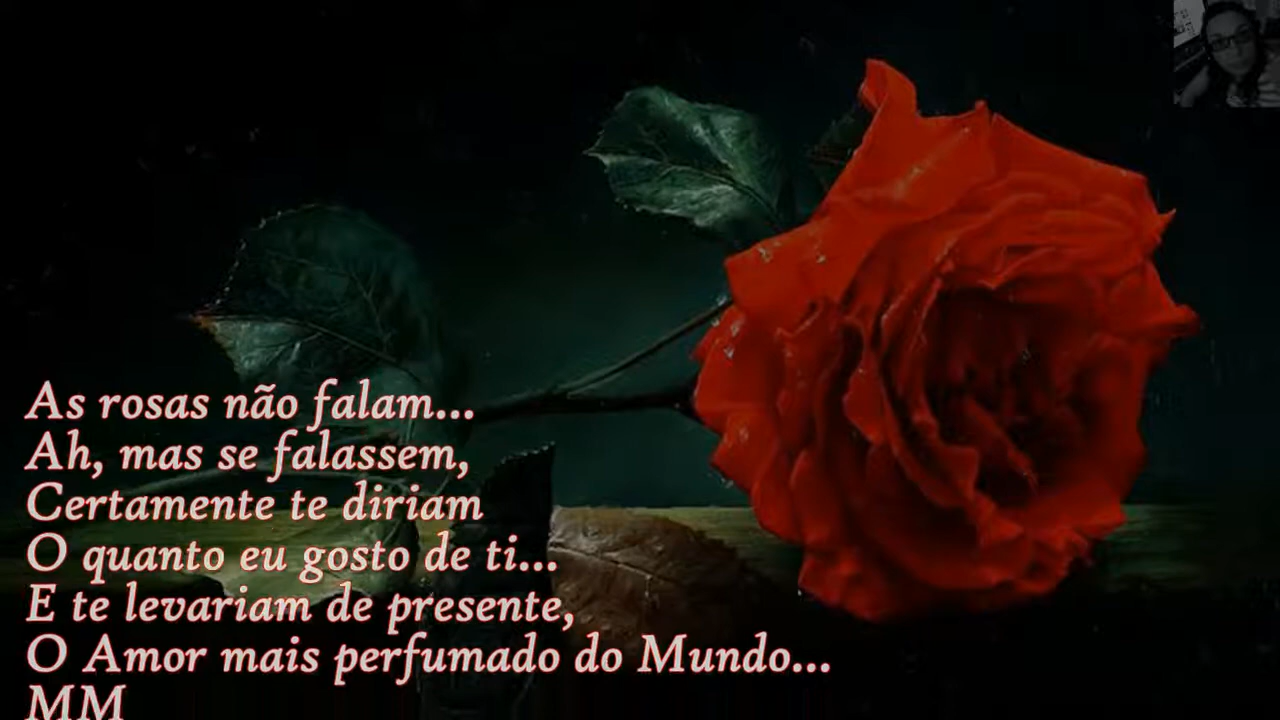 As rosas não falam...
Ah, mas se falassem,
Certamente te diriam
O quanto eu gosto de ti...
E te levariam de presente,
O Amor mais perfumado do Mundo...
MM